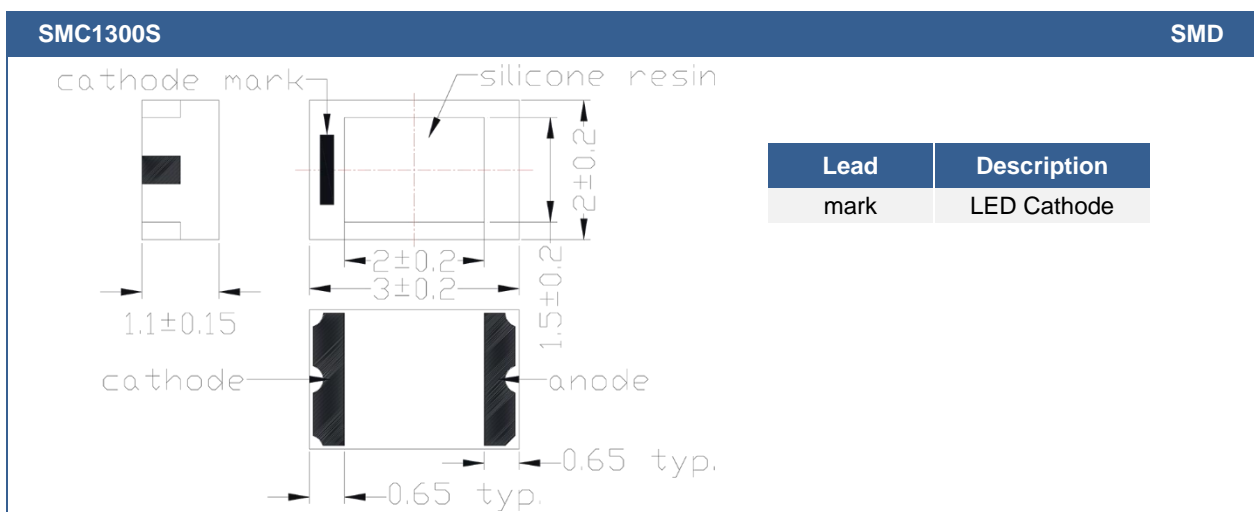 SMC1300S SMD
cathode mark
silicone resin
2±0.2
1.5±0.2
2±0.2
3±0.2
1.1±0.15
cathode
anode
0.65 typ.
0.65 typ.
Lead Description
mark LED Cathode